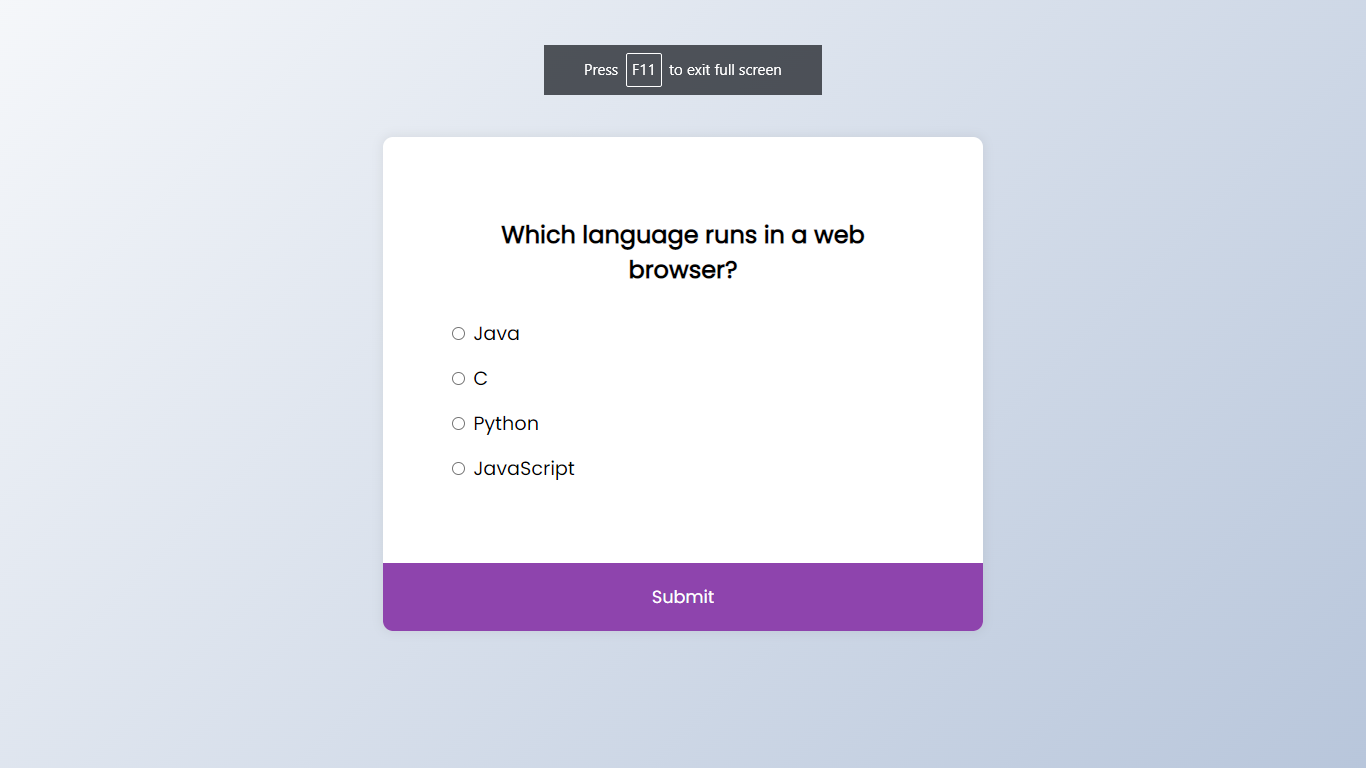 Press F11 to exit full screen
Which language runs in a web
browser?
Java
C
Python
JavaScript
Submit